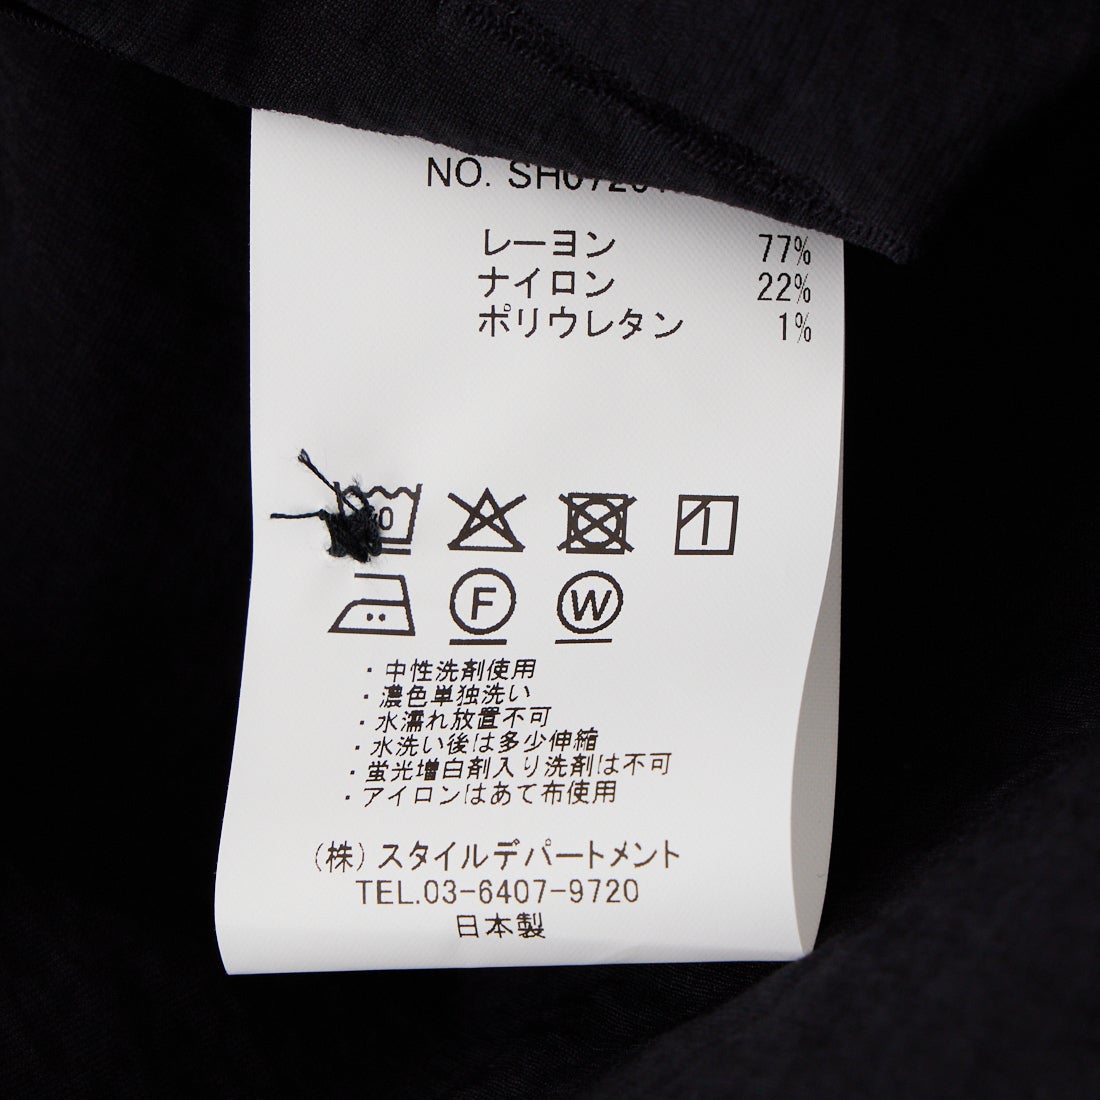 NO.
レーヨン 77%
ナイロン 22%
ポリウレタン 1%
F W
・中性洗剤使用
・濃色単独洗い
・水濡れ放置不可
・水洗い後は多少伸縮
・蛍光増白剤入り洗剤は不可
・アイロンはあて布使用
(株)スタイルデパートメント
TEL.03-6407-9720
日本製